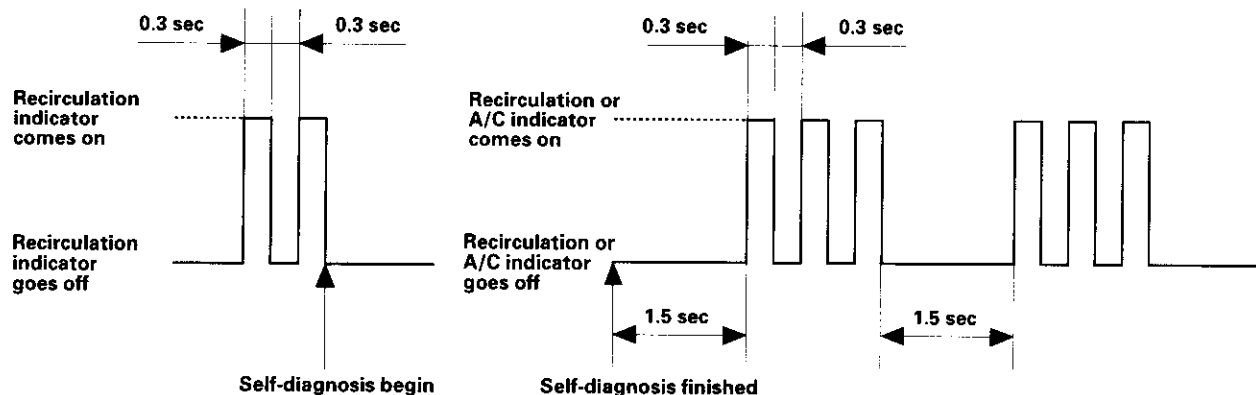 0.3 sec
0.3 sec
Recirculation
indicator
comes on
Recirculation
indicator
goes off
Self-diagnosis begin
0.3 sec
0.3 sec
Recirculation or
A/C indicator
comes on
Recirculation or
A/C indicator
goes off
1.5 sec
1.5 sec
Self-diagnosis finished